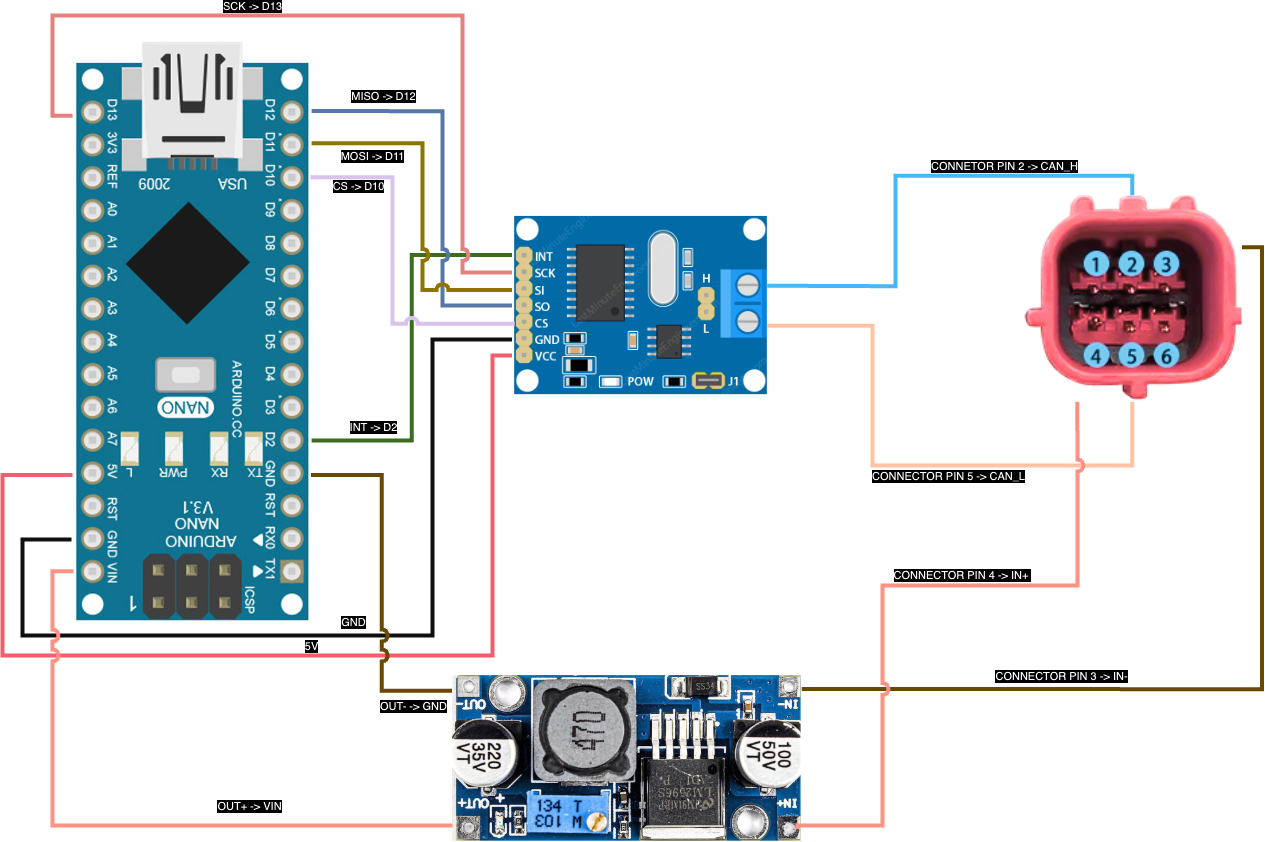 SCK -> D13
MISO -> D12
MOSI -> D11
CS -> D10
CONNETOR PIN 2 -> CAN_H
D13
3V3
REF
A0
A1
A2
A3
A4
A5
A6
A7
5V
RST
GND
VIN
D12
D11
D10
D9
D8
D7
D6
D5
D4
D3
D2
GND
RST
RX0
TX1
2009
USA
ARDUINO.CC
NANO
L
PWR
RX
TX
V3.1
NANO
ARDUINO
ICSP
1
INT
SCK
SI
SO
CS
GND
VCC
H
L
POW
J1
1
2
3
4
5
6
INT -> D2
CONNECTOR PIN 5 -> CAN_L
CONNECTOR PIN 4 -> IN+
GND
5V
CONNECTOR PIN 3 -> IN-
OUT- -> GND
OUT+ -> VIN
OUT-
SS34
IN-
470
220
35V
VT
100
50V
VT
LM2596S
OUT+
IN+
134 T
103 M